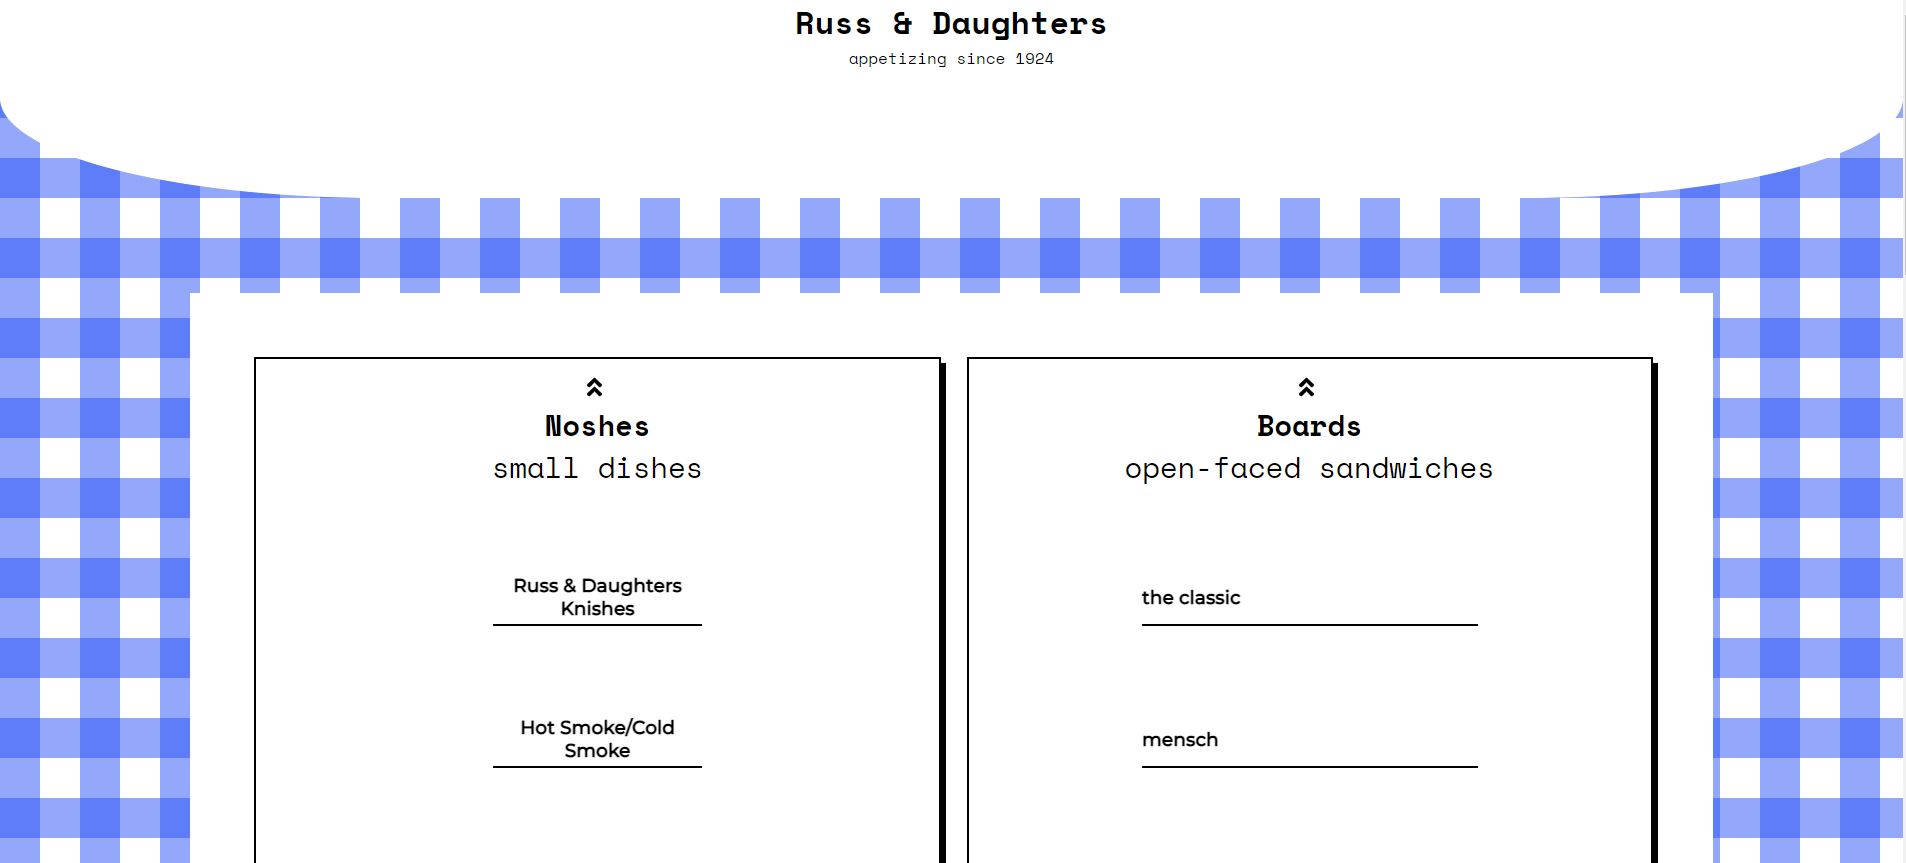 Russ & Daughters
appetizing since 1924
Noshes
small dishes
Russ & Daughters
Knishes
Hot Smoke/Cold
Smoke
Boards
open-faced sandwiches
the classic
mensch